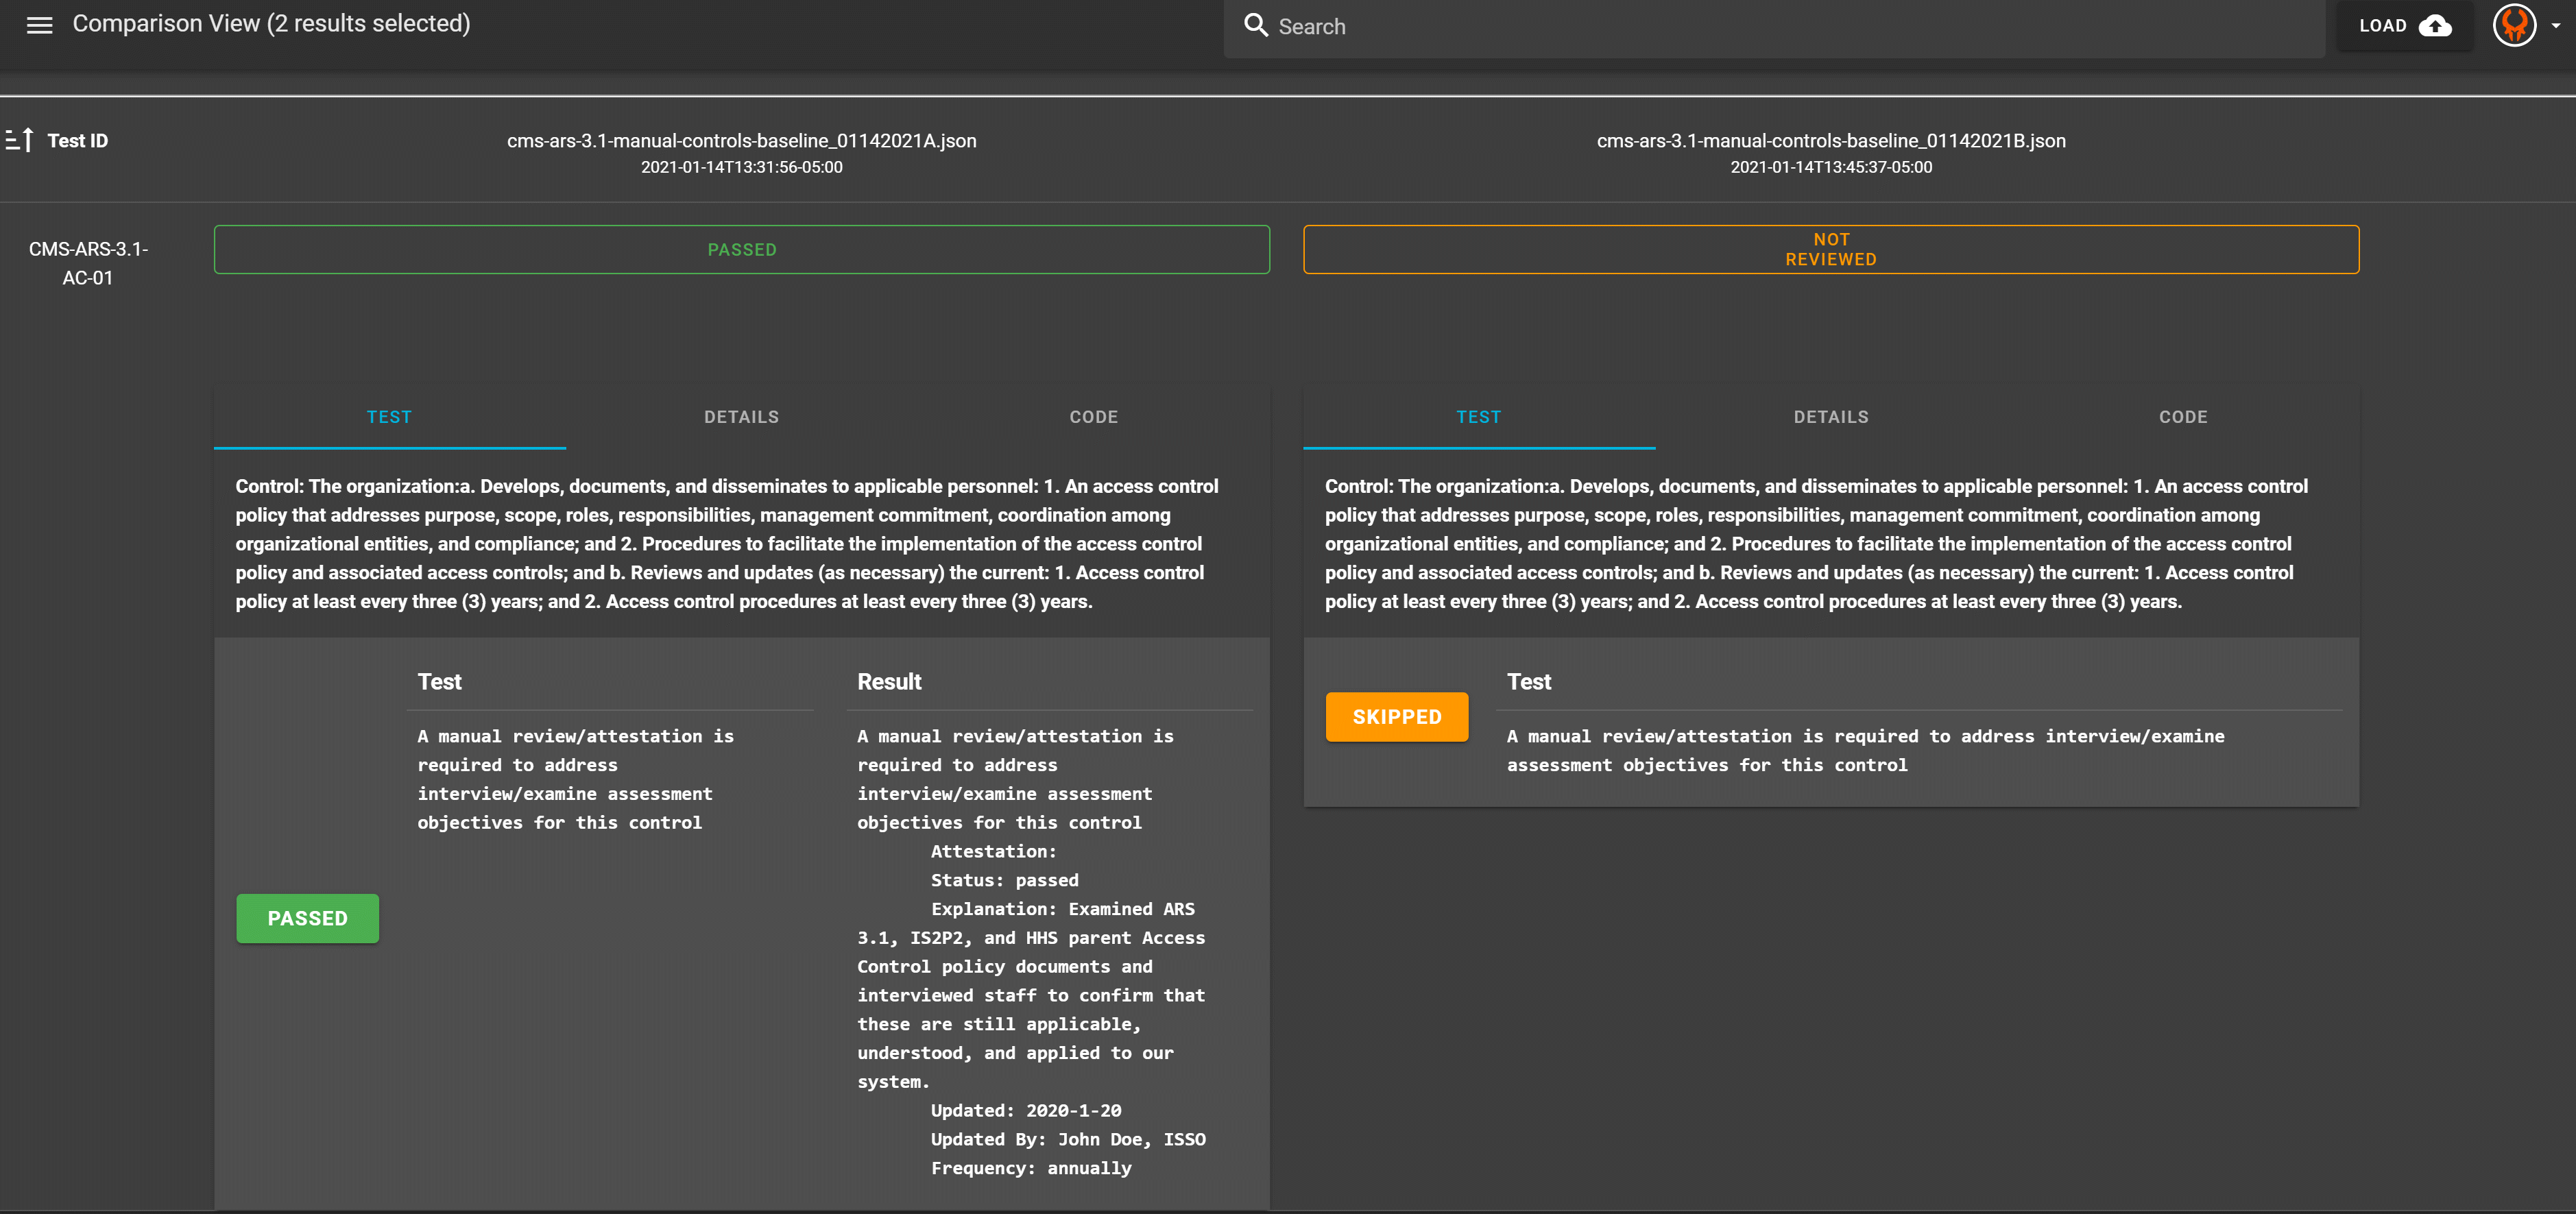 Comparison View (2 results selected)
Search
LOAD
Test ID
cms-ars-3.1-manual-controls-baseline_01142021A.json
2021-01-14T13:31:56-05:00
cms-ars-3.1-manual-controls-baseline_01142021B.json
2021-01-14T13:45:37-05:00
CMS-ARS-3.1-
AC-01
PASSED
NOT
REVIEWED
TEST
DETAILS
CODE
Control: The organization:a. Develops, documents, and disseminates to applicable personnel: 1. An access control
policy that addresses purpose, scope, roles, responsibilities, management commitment, coordination among
organizational entities, and compliance; and 2. Procedures to facilitate the implementation of the access control
policy and associated access controls; and b. Reviews and updates (as necessary) the current: 1. Access control
policy at least every three (3) years; and 2. Access control procedures at least every three (3) years.
PASSED
Test
A manual review/attestation is
required to address
interview/examine assessment
objectives for this control
Result
A manual review/attestation is
required to address
interview/examine assessment
objectives for this control
Attestation:
Status: passed
Explanation: Examined ARS
3.1, IS2P2, and HHS parent Access
Control policy documents and
interviewed staff to confirm that
these are still applicable,
understood, and applied to our
system.
Updated: 2020-1-20
Updated By: John Doe, ISSO
Frequency: annually
TEST
DETAILS
CODE
Control: The organization:a. Develops, documents, and disseminates to applicable personnel: 1. An access control
policy that addresses purpose, scope, roles, responsibilities, management commitment, coordination among
organizational entities, and compliance; and 2. Procedures to facilitate the implementation of the access control
policy and associated access controls; and b. Reviews and updates (as necessary) the current: 1. Access control
policy at least every three (3) years; and 2. Access control procedures at least every three (3) years.
SKIPPED
Test
A manual review/attestation is required to address interview/examine
assessment objectives for this control